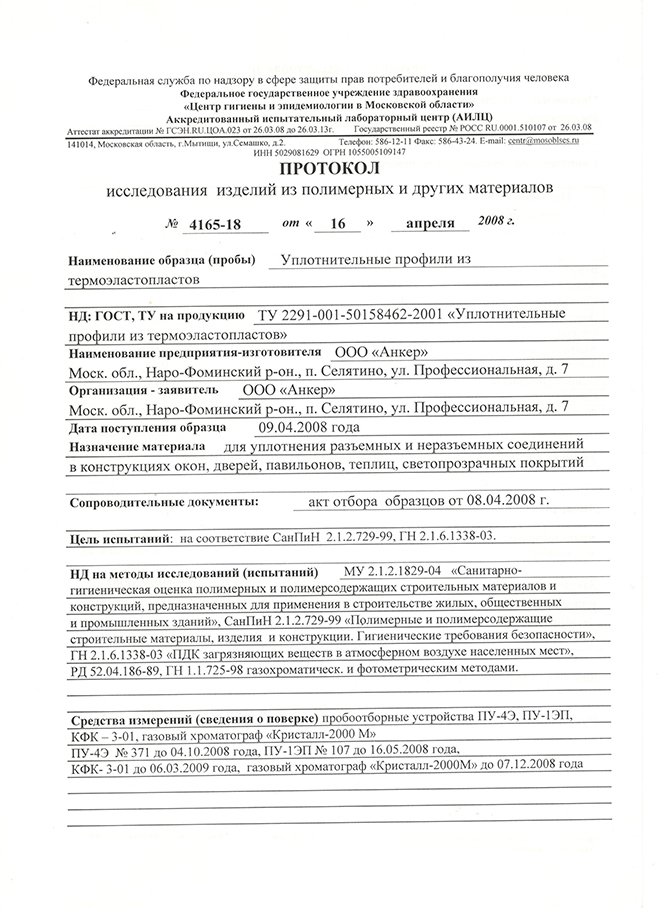 Федеральная служба по надзору в сфере защиты прав потребителей и благополучия человека
Федеральное государственное учреждение здравоохранения
«Центр гигиены и эпидемиологии в Московской области»
Аккредитованный испытательный лабораторный центр (АИЛЦ)
Аттестат аккредитации № ГСЭН.RU.ЦОА.023 от 26.03.08 до 26.03.13г. Государственный реестр № РОСС RU.0001.510107 от 26.03.08
141014, Московская область, г.Мытищи, ул.Семашко, д.2. Телефон: 586-12-11 Факс: 586-43-24. E-mail: centr@mosoblses.ru
ИНН 5029081629 ОГРН 1055005109147
ПРОТОКОЛ
исследования изделий из полимерных и других материалов
№ 4165-18 от « 16 » апреля 2008 г.
Наименование образца (пробы) Уплотнительные профили из
термоэластопластов
НД: ГОСТ, ТУ на продукцию ТУ 2291-001-50158462-2001 «Уплотнительные
профили из термоэластопластов»
Наименование предприятия-изготовителя ООО «Анкер»
Моск. обл., Наро-Фоминский р-он., п. Селятино, ул. Профессиональная, д. 7
Организация - заявитель ООО «Анкер»
Моск. обл., Наро-Фоминский р-он., п. Селятино, ул. Профессиональная, д. 7
Дата поступления образца 09.04.2008 года
Назначение материала для уплотнения разъемных и неразъемных соединений
в конструкциях окон, дверей, павильонов, теплиц, светопрозрачных покрытий
Сопроводительные документы: акт отбора образцов от 08.04.2008 г.
Цель испытаний: на соответствие СанПиН 2.1.2.729-99, ГН 2.1.6.1338-03.
НД на методы исследований (испытаний) МУ 2.1.2.1829-04 «Санитарно-
гигиеническая оценка полимерных и полимерсодержащих строительных материалов и
конструкций, предназначенных для применения в строительстве жилых, общественных
и промышленных зданий», СанПиН 2.1.2.729-99 «Полимерные и полимерсодержащие
строительные материалы, изделия и конструкции. Гигиенические требования безопасности»,
ГН 2.1.6.1338-03 «ПДК загрязняющих веществ в атмосферном воздухе населенных мест»,
РД 52.04.186-89, ГН 1.1.725-98 газохроматическ. и фотометрическим методами.
Средства измерений (сведения о поверке) пробоотборные устройства ПУ-4Э, ПУ-1ЭП,
КФК – 3-01, газовый хроматограф «Кристалл-2000 М»
ПУ-4Э № 371 до 04.10.2008 года, ПУ-1ЭП № 107 до 16.05.2008 года,
КФК- 3-01 до 06.03.2009 года, газовый хроматограф «Кристалл-2000М» до 07.12.2008 года